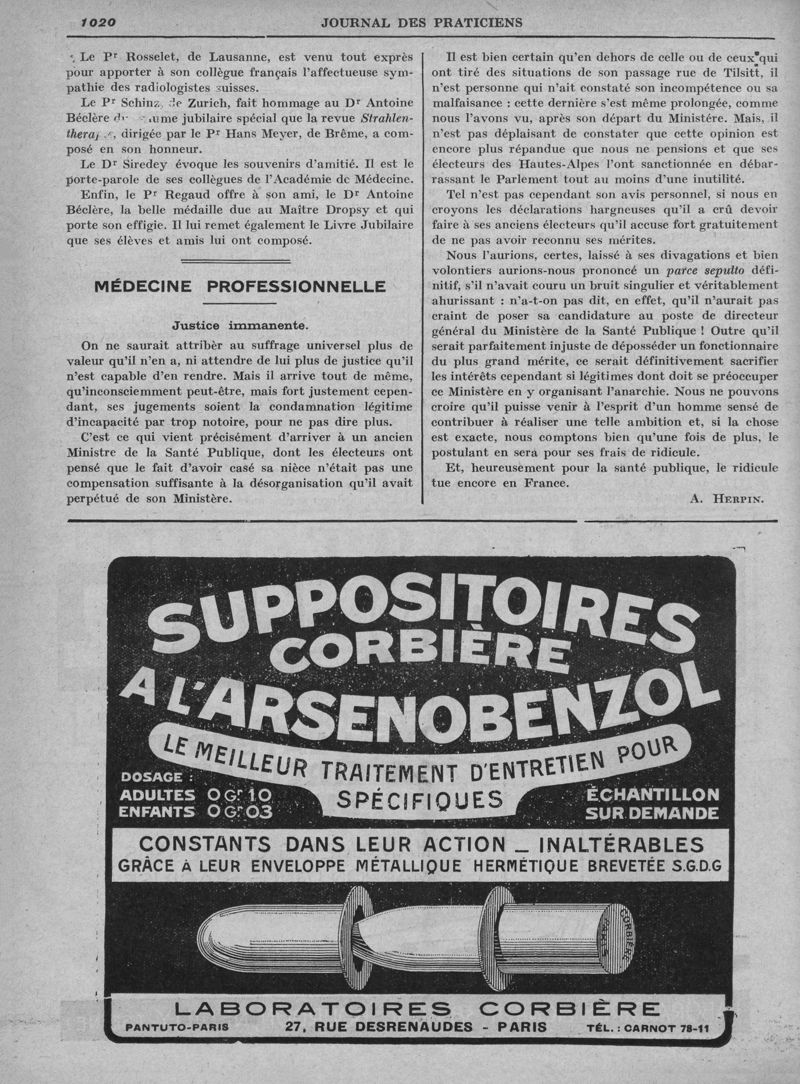 1020
JOURNAL DES PRATICIENS
Le Pr Rosselet, de Lausanne, est venu tout exprès
pour apporter à son collègue français l'affectueuse sym-
pathie des radiologistes suisses.
Le Pr Schinz, de Zurich, fait hommage au Dr Antoine
Béclère jubilaire spécial que la revue Strahlen-
dirigée par le Pr Hans Meyer, de Brême, a com-
posé en son honneur.
Le Dr Siredey évoque les souvenirs d'amitié. Il est le
porte-parole de ses collègues de l'Académie de Médecine.
Enfin, le Pr Regaud offre à son ami, le Dr Antoine
Béclère, la belle médaille due au Maître Dropsy et qui
porte son effigie. Il lui remet également le Livre Jubilaire
que ses élèves et amis lui ont composé.
MÉDECINE PROFESSIONNELLE
Justice immanente.
On ne saurait attribèr au suffrage universel plus de
valeur qu'il n'en a, ni attendre de lui plus de justice qu'il
n'est capable d'en rendre. Mais il arrive tout de même,
qu'inconsciemment peut-être, mais fort justement cepen-
dant, ses jugements soient la condamnation légitime
d'incapacité par trop notoire, pour ne pas dire plus.
C'est ce qui vient précisément d'arriver à un ancien
Ministre de la Santé Publique, dont les électeurs ont
pensé que le fait d'avoir casé sa nièce n'était pas une
compensation suffisante à la désorganisation qu'il avait
perpétué de son Ministère.
Il est bien certain qu'en dehors de celle ou de ceux qui
ont tiré des situations de son passage rue de Tilsitt, il
n'est personne qui n'ait constaté son incompétence ou sa
malfaisance : cette dernière s'est même prolongée, comme
nous l'avons vu, après son départ du Ministére. Mais, il
n'est pas déplaisant de constater que cette opinion est
encore plus répandue que nous ne pensions et que ses
électeurs des Hautes-Alpes l'ont sanctionnée en débar-
rassant le Parlement tout au moins d'une inutilité.
Tel n'est pas cependant son avis personnel, si nous en
croyons les déclarations hargneuses qu'il a crû devoir
faire à ses anciens électeurs qu'il accuse fort gratuitement
de ne pas avoir reconnu ses mérites.
Nous l'aurions, certes, laissé à ses divagations et bien
volontiers aurions-nous prononcé un parce sepulto défi-
nitif, s'il n'avait couru un bruit singulier et véritablement
ahurissant : n'a-t-on pas dit, en effet, qu'il n'aurait pas
craint de poser sa candidature au poste de directeur
général du Ministère de la Santé Publique ! Outre qu'il
serait parfaitement injuste de déposséder un fonctionnaire
du plus grand mérite, ce serait définitivement sacrifier
les intérêts cependant si légitimes dont doit se préoccuper
ce Ministère en y organisant l'anarchie. Nous ne pouvons
croire qu'il puisse venir à l'esprit d'un homme sensé de
contribuer à réaliser une telle ambition et, si la chose
est exacte, nous comptons bien qu'une fois de plus, le
postulant en sera pour ses frais de ridicule.
Et, heureusement pour la santé publique, le ridicule
tue encore en France.
A. HERPIN.
SUPPOSITOIRES
CORBIÈRE
A L'ARSENOBENZOL
LE MEILLEUR TRAITEMENT D'ENTRETIEN POUR
SPÉCIFIQUES
DOSAGE :
ADULTES 0 Gr 10
ENFANTS 0 Gr 03
ÉCHANTILLON
SUR DEMANDE
CONSTANTS DANS LEUR ACTION _ INALTÉRABLES
GRÂCE A LEUR ENVELOPPE MÉTALLIQUE HERMÉTIQUE BREVETÉE S.G.D.G
CORBIÈRE
PARIS
LABORATOIRES CORBIÈRE
PANTUTO-PARIS
27, RUE DESRENAUDES - PARIS
TÉL. : CARNOT 78-11